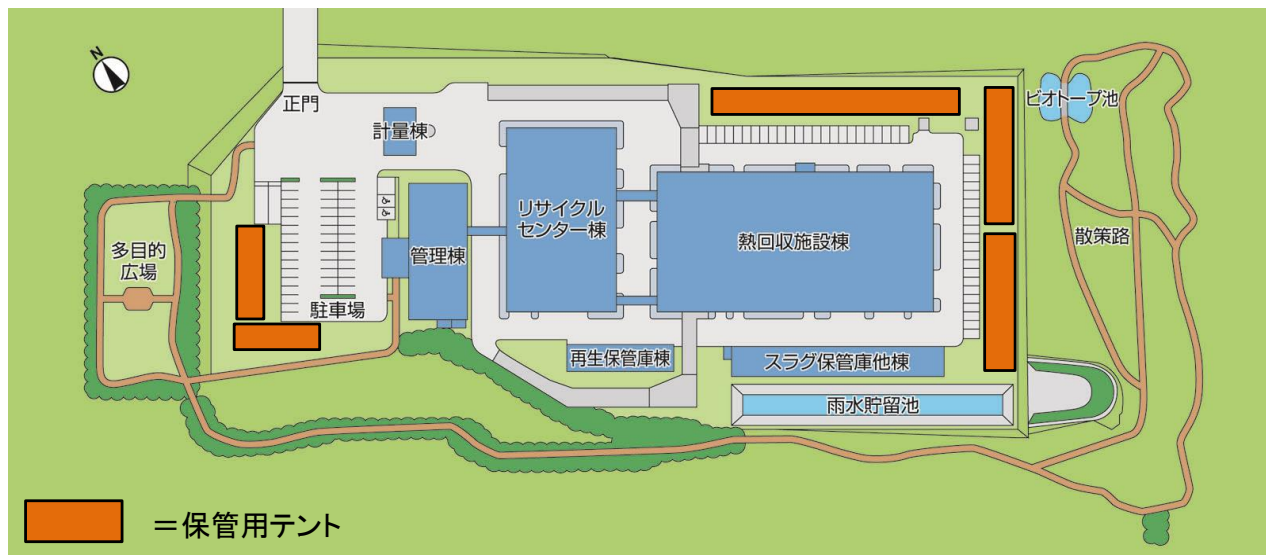 N
正門
計量棟
ビオトープ池
リサイクル
センター棟
管理棟
熱回収施設棟
散策路
多目的
広場
駐車場
再生保管庫棟
スラグ保管庫他棟
雨水貯留池
=保管用テント